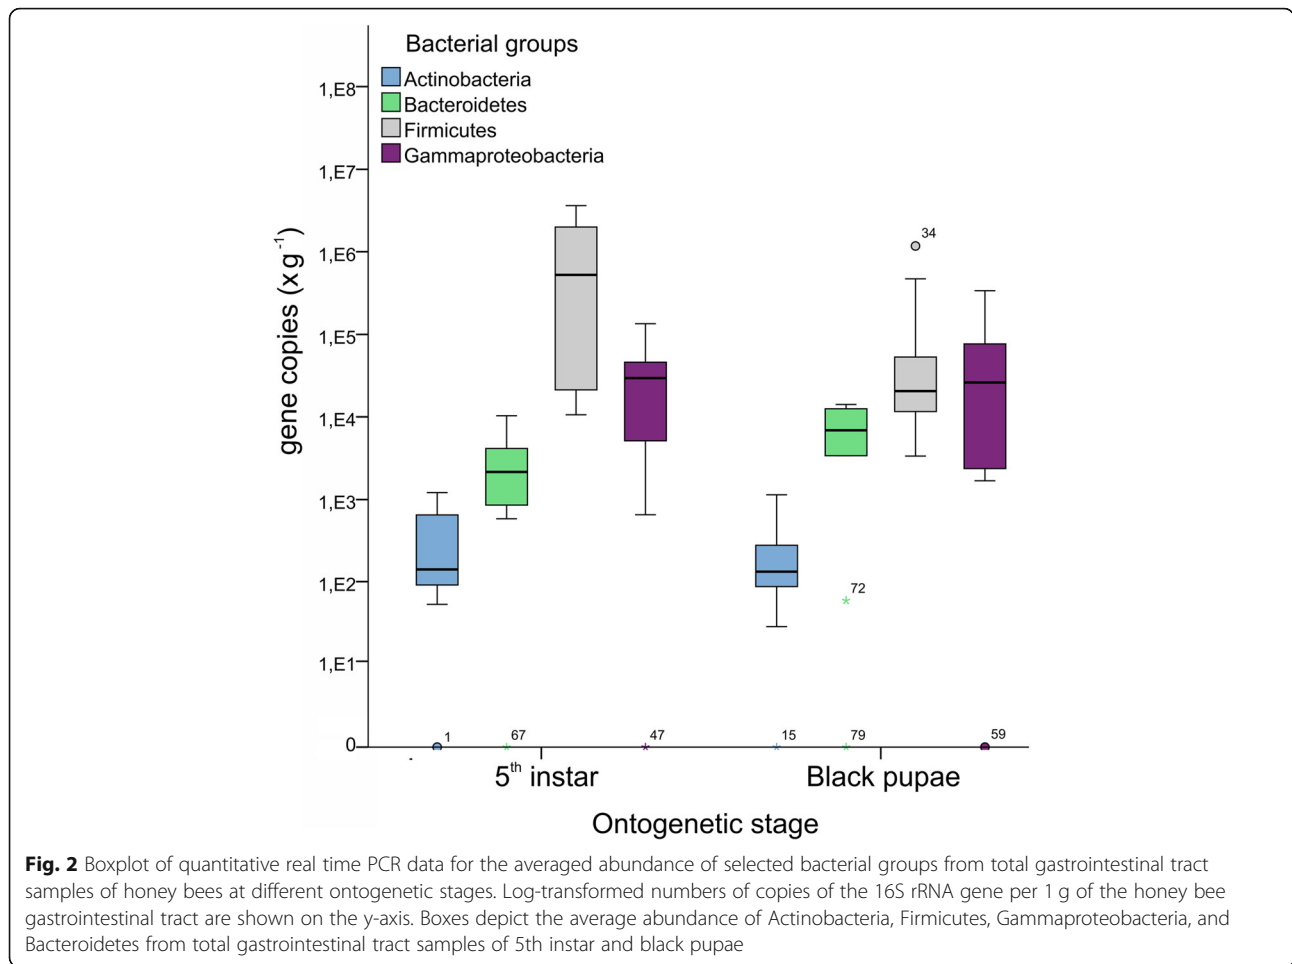 Bacterial groups
Actinobacteria
Bacteroidetes
Firmicutes
Gammaproteobacteria
1,E8
1,E7
1,E6
1,E5
1,E4
1,E3
1,E2
1,E1
0
gene copies (x g⁻¹)
34
72
1
67
47
15
79
59
5th instar
Black pupae
Ontogenetic stage
Fig. 2 Boxplot of quantitative real time PCR data for the averaged abundance of selected bacterial groups from total gastrointestinal tract
samples of honey bees at different ontogenetic stages. Log-transformed numbers of copies of the 16S rRNA gene per 1 g of the honey bee
gastrointestinal tract are shown on the y-axis. Boxes depict the average abundance of Actinobacteria, Firmicutes, Gammaproteobacteria, and
Bacteroidetes from total gastrointestinal tract samples of 5th instar and black pupae